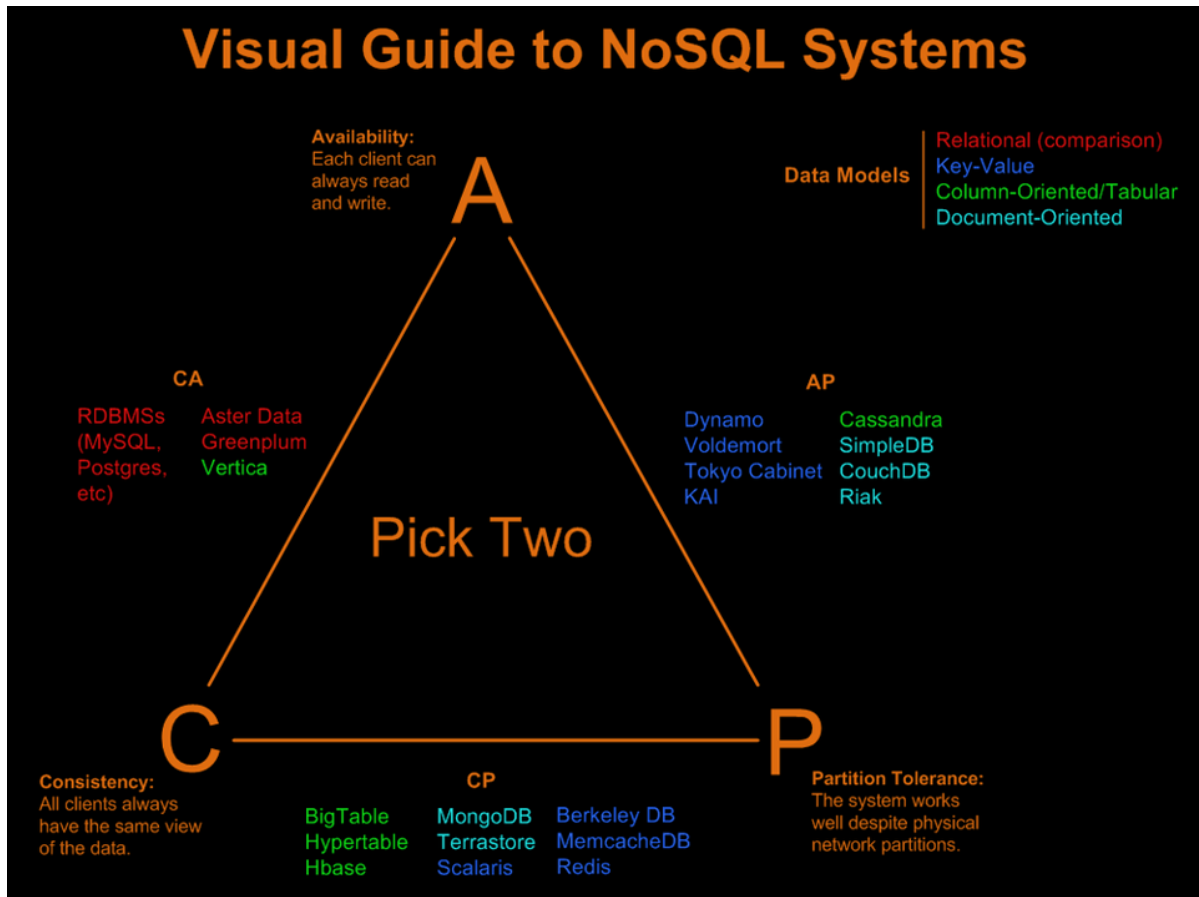 Visual Guide to NoSQL Systems
Availability:
Each client can
always read
and write.
A
Data Models
Relational (comparison)
Key-Value
Column-Oriented/Tabular
Document-Oriented
CA
RDBMSs
(MySQL,
Postgres,
etc)
Aster Data
Greenplum
Vertica
AP
Dynamo
Voldemort
Tokyo Cabinet
KAI
Cassandra
SimpleDB
CouchDB
Riak
Pick Two
C
P
Consistency:
All clients always
have the same view
of the data.
CP
BigTable
Hypertable
Hbase
MongoDB
Terrastore
Scalaris
Berkeley DB
MemcacheDB
Redis
Partition Tolerance:
The system works
well despite physical
network partitions.